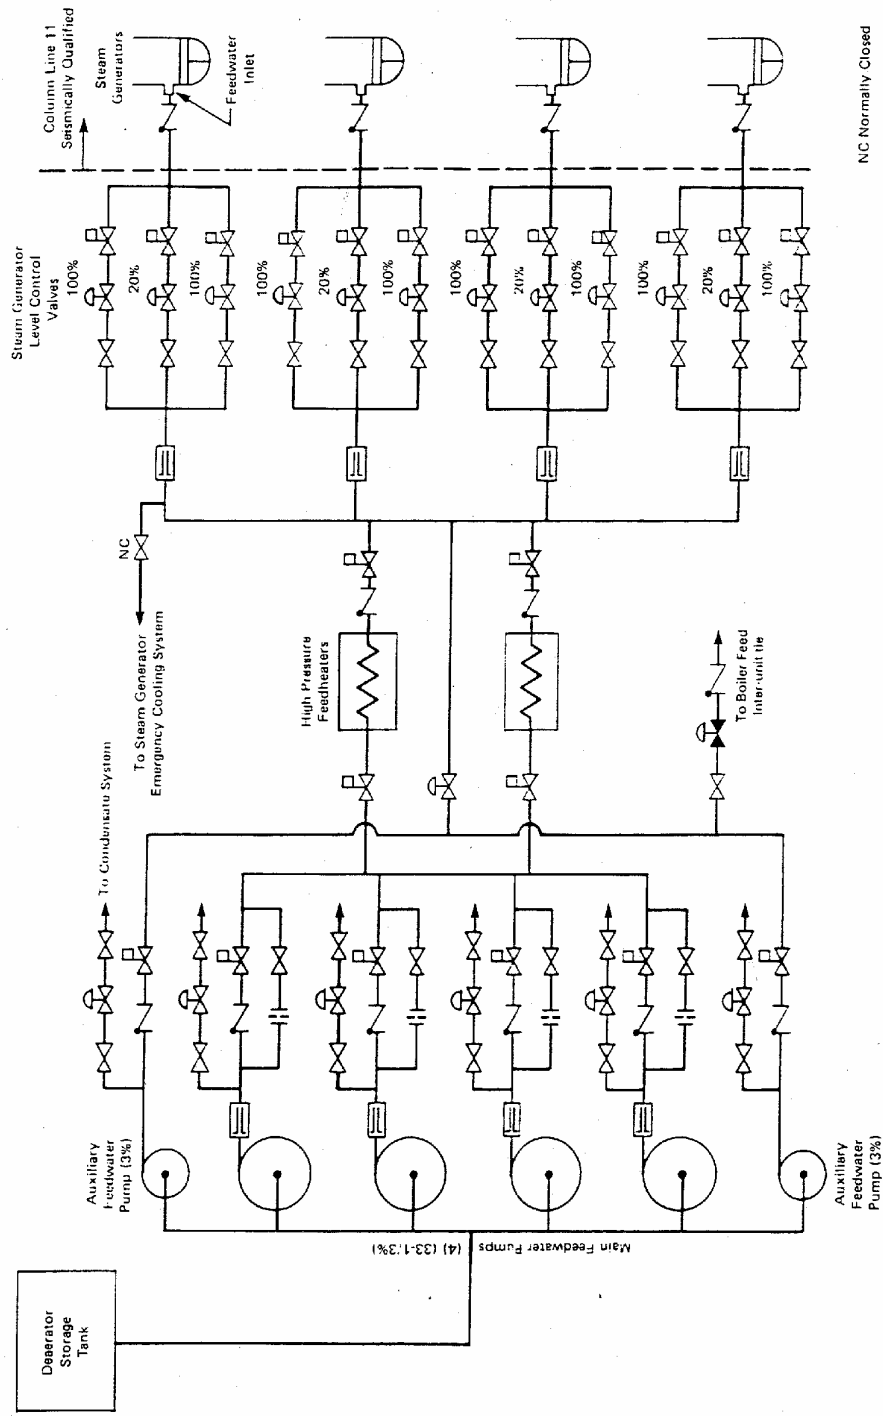 Column Line 11
Seismically Qualified
Steam
Generators
Feedwater
Inlet
Steam Generator
Level Control
Valves
100%
20%
100%
100%
20%
100%
100%
20%
100%
100%
20%
100%
NC Normally Closed
NC
To Steam Generator
Emergency Cooling System
High Pressure
Feedheaters
To Boiler Feed
Inter-unit tie
To Condensate System
Auxiliary
Feedwater
Pump (3%)
Auxiliary
Feedwater
Pump (3%)
Main Feedwater Pumps (4) (33-1/3%)
Deaerator
Storage
Tank